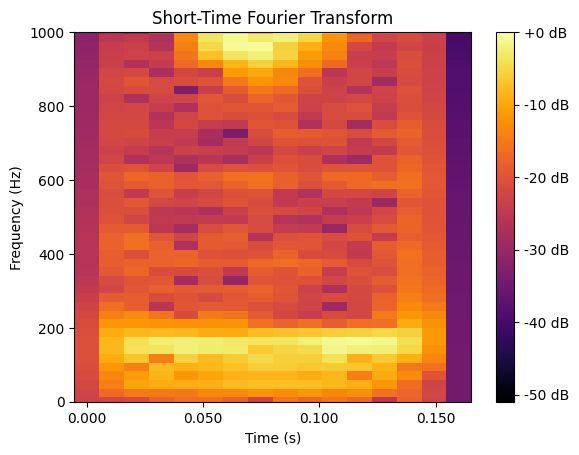 Short-Time Fourier Transform
1000
800
600
400
200
0
Frequency (Hz)
0.000
0.050
0.100
0.150
Time (s)
+0 dB
-10 dB
-20 dB
-30 dB
-40 dB
-50 dB